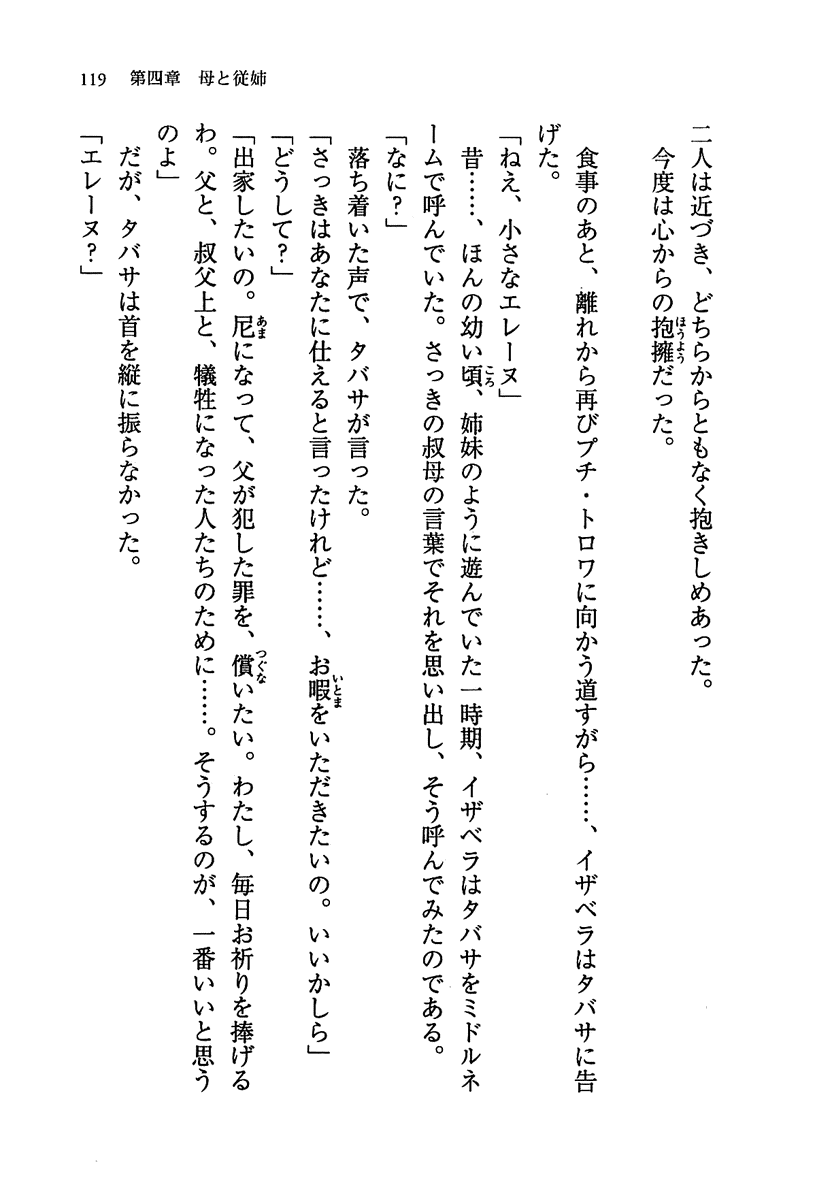 119　第四章　母と従姉
二人は近づき、どちらからともなく抱きしめあった。
今度は心からの抱擁だった。
食事のあと、離れから再びプチ・トロワに向かう道すがら……、イザベラはタバサに告
げた。
「ねえ、小さなエレーヌ」
昔……、ほんの幼い頃、姉妹のように遊んでいた一時期、イザベラはタバサをミドルネ
ームで呼んでいた。さっきの叔母の言葉でそれを思い出し、そう呼んでみたのである。
「なに？」
落ち着いた声で、タバサが言った。
「さっきはあなたに仕えると言ったけれど……、お暇をいただきたいの。いいかしら」
「どうして？」
「出家したいの。尼になって、父が犯した罪を、償いたい。わたし、毎日お祈りを捧げる
わ。父と、叔父上と、犠牲になった人たちのために……。そうするのが、一番いいと思う
のよ」
だが、タバサは首を縦に振らなかった。
「エレーヌ？」